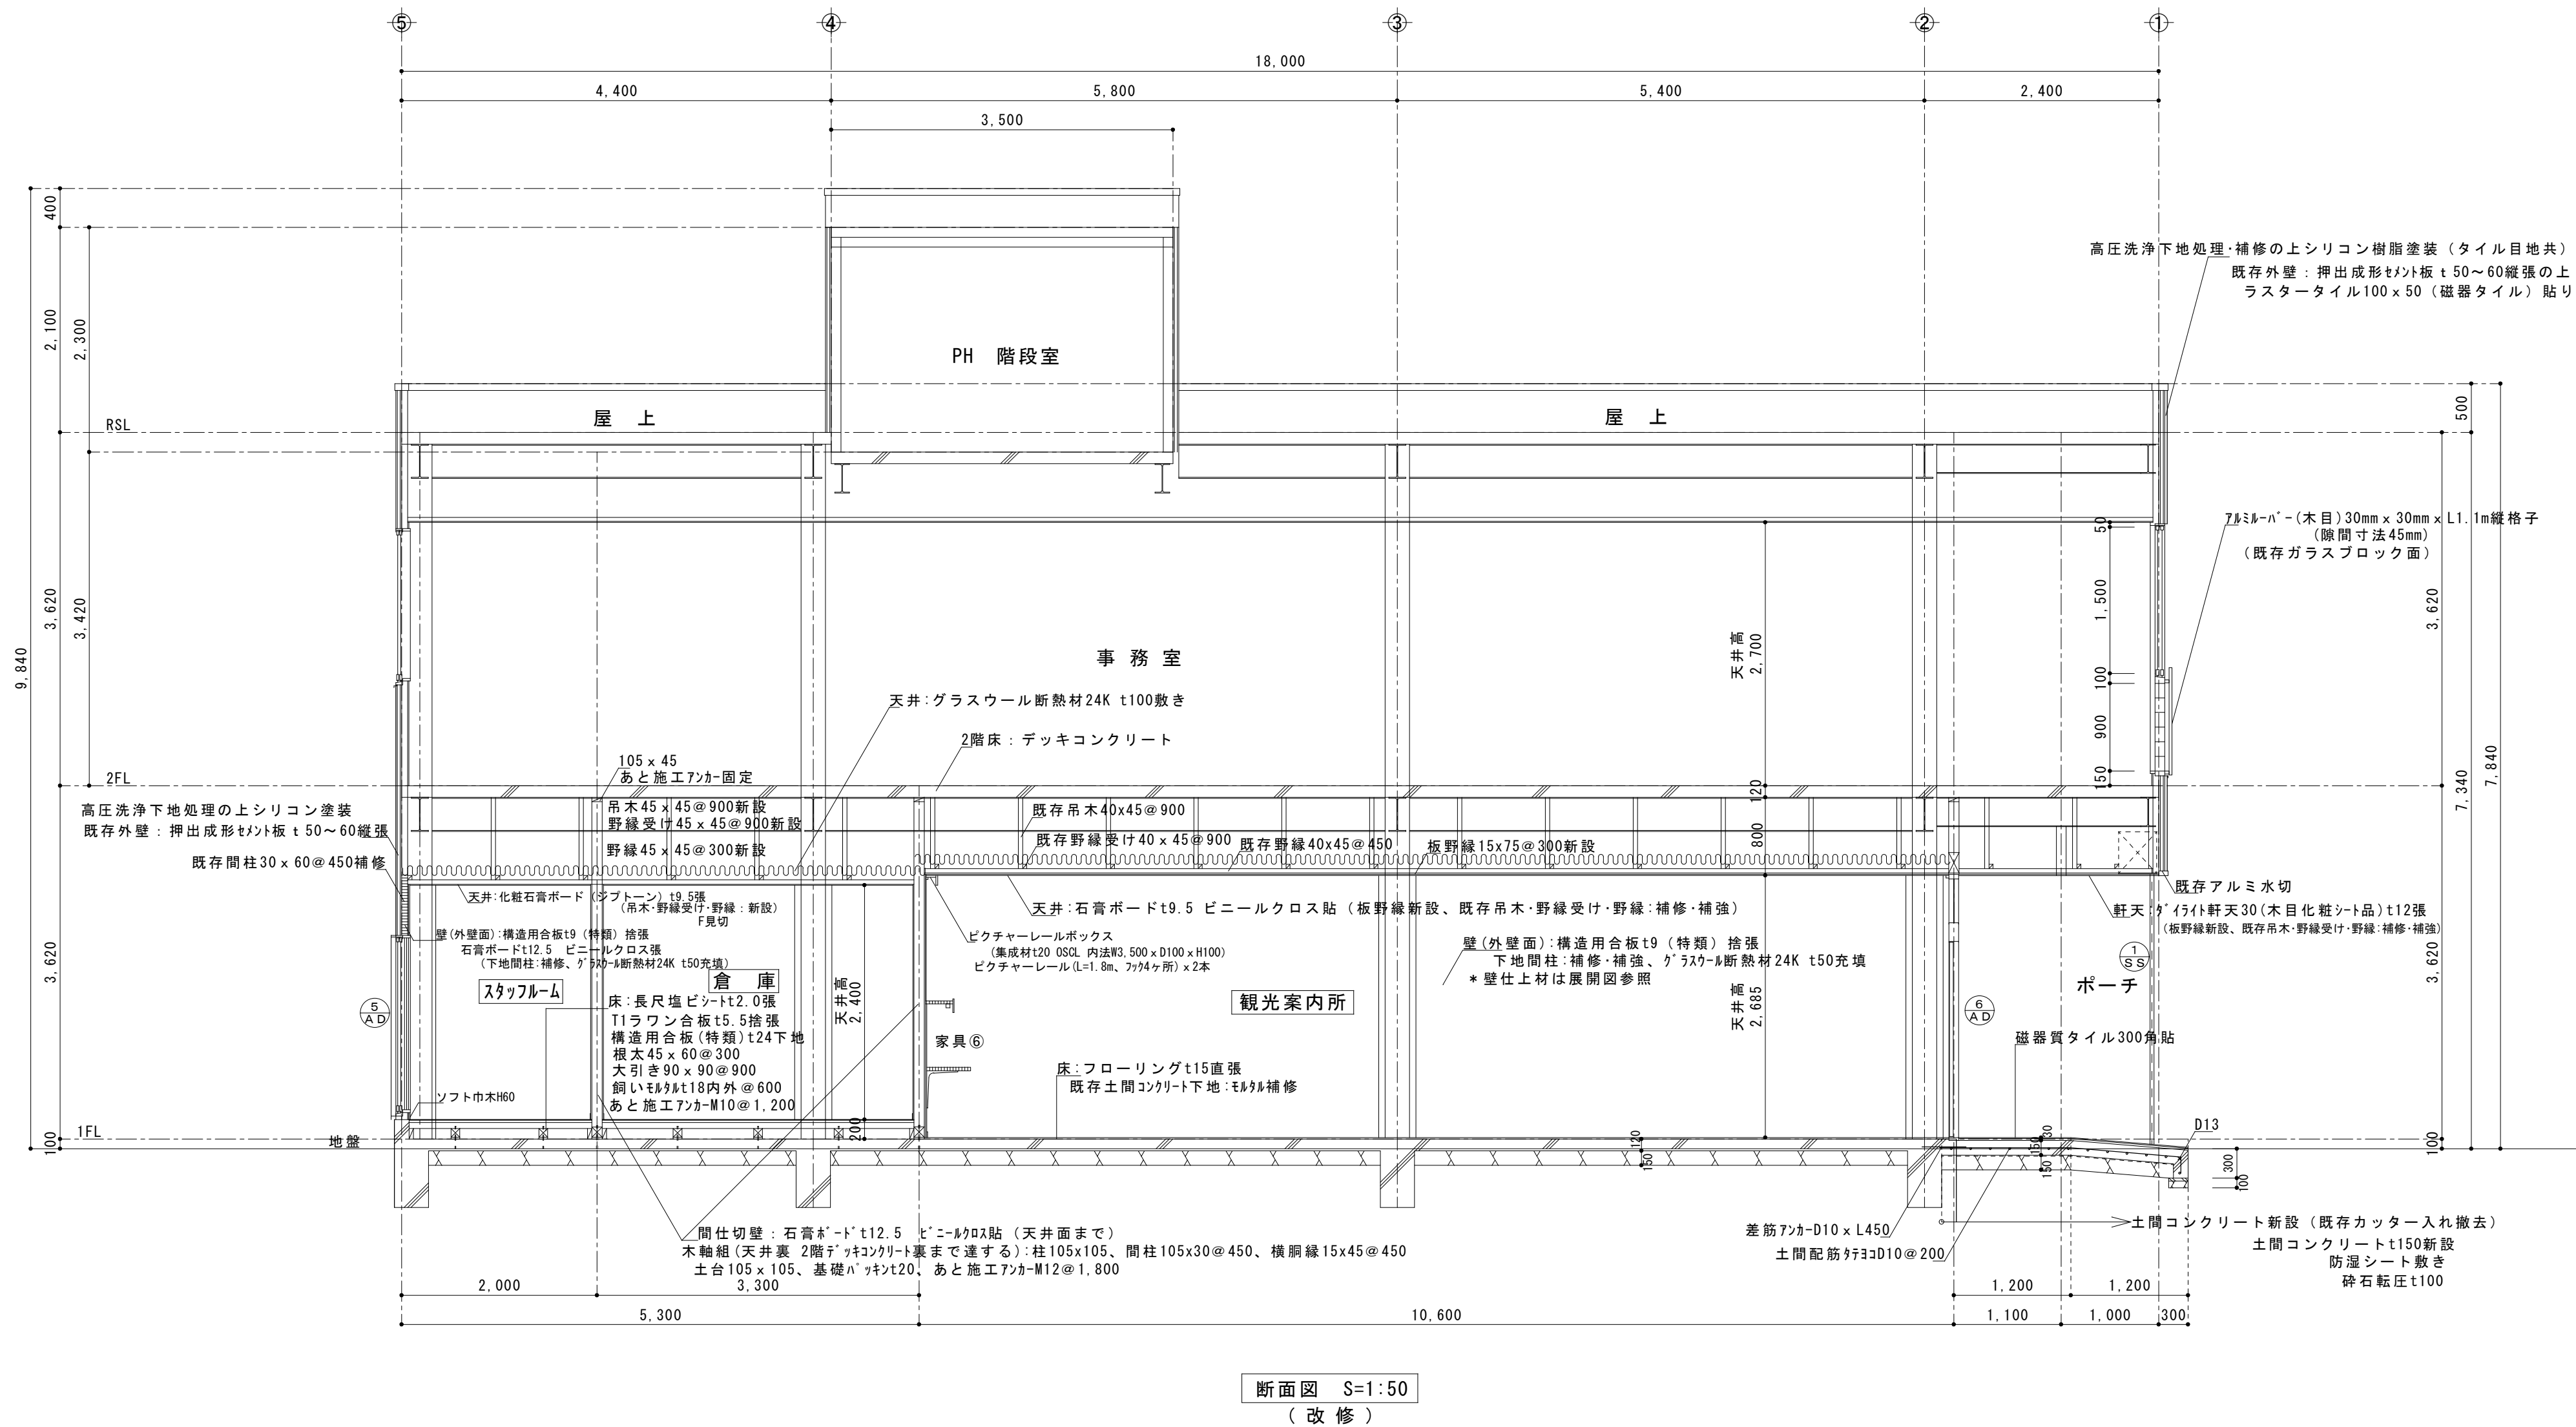 ⑤
④
③
②
①
18,000
4,400
5,800
5,400
2,400
3,500
400
2,100
2,300
3,620
3,420
9,840
3,620
100
高圧洗浄下地処理･補修の上シリコン樹脂塗装（タイル目地共）
既存外壁：押出成形ｾﾒﾝﾄ板ｔ50～60縦張の上
ラスタータイル100ｘ50（磁器タイル）貼り
PH 階段室
屋 上
屋 上
RSL
500
ｱﾙﾐﾙｰﾊﾞｰ(木目)30mmｘ30mmｘL1.1m縦格子
(隙間寸法45mm)
（既存ガラスブロック面）
50
1,500
100
900
150
3,620
7,340
7,840
3,620
100
天井高
2,700
事 務 室
天井:グラスウール断熱材24K t100敷き
2階床：デッキコンクリート
105ｘ45
あと施工ｱﾝｶｰ固定
2FL
120
800
高圧洗浄下地処理の上シリコン塗装
既存外壁：押出成形ｾﾒﾝﾄ板ｔ50～60縦張
既存間柱30ｘ60@450補修
吊木45ｘ45@900新設
野縁受け45ｘ45@900新設
野縁45ｘ45@300新設
既存吊木40x45@900
既存野縁受け40ｘ45@900
既存野縁40x45@450
板野縁15x75@300新設
天井:化粧石膏ボード（ジプトーン）t9.5張
（吊木･野縁受け･野縁：新設）
F見切
天井:石膏ボードt9.5 ビニールクロス貼（板野縁新設、既存吊木･野縁受け･野縁:補修･補強）
既存アルミ水切
軒天:ﾀﾞｲﾗｲﾄ軒天30(木目化粧ｼｰﾄ品)t12張
(板野縁新設、既存吊木･野縁受け･野縁:補修･補強)
壁(外壁面):構造用合板t9（特類）捨張
石膏ボードt12.5 ビニールクロス張
（下地間柱:補修、ｸﾞﾗｽｳｰﾙ断熱材24K t50充填）
ピクチャーレールボックス
（集成材t20 OSCL 内法W3,500ｘD100ｘH100）
ピクチャーレール(L=1.8m、ﾌｯｸ4ヶ所)ｘ2本
壁(外壁面):構造用合板t9（特類）捨張
下地間柱:補修･補強、ｸﾞﾗｽｳｰﾙ断熱材24K t50充填
＊壁仕上材は展開図参照
スタッフルーム
倉 庫
観光案内所
ポーチ
1
SS
5
AD
6
AD
天井高
2,400
天井高
2,685
床:長尺塩ビシートt2.0張
T1ラワン合板t5.5捨張
構造用合板(特類)t24下地
根太45ｘ60@300
大引き90ｘ90@900
飼いﾓﾙﾀﾙt18内外@600
あと施工ｱﾝｶｰM10@1,200
家具⑥
床:フローリングt15直張
既存土間ｺﾝｸﾘｰﾄ下地:ﾓﾙﾀﾙ補修
磁器質タイル300角貼
ソフト巾木H60
1FL
地盤
200
120
150
30
150
150
D13
300
100
間仕切壁：石膏ﾎﾞｰﾄﾞt12.5 ﾋﾞﾆｰﾙｸﾛｽ貼（天井面まで）
木軸組(天井裏 2階ﾃﾞｯｷｺﾝｸﾘｰﾄ裏まで達する):柱105x105、間柱105x30@450、横胴縁15x45@450
土台105ｘ105、基礎ﾊﾟｯｷﾝt20、あと施工ｱﾝｶｰM12@1,800
差筋ｱﾝｶｰD10ｘL450
土間配筋ﾀﾃﾖｺD10@200
土間コンクリート新設（既存カッター入れ撤去）
土間コンクリートt150新設
防湿シート敷き
砕石転圧t100
2,000
3,300
1,200
1,200
5,300
10,600
1,100
1,000
300
断面図 S=1:50
（ 改 修 ）